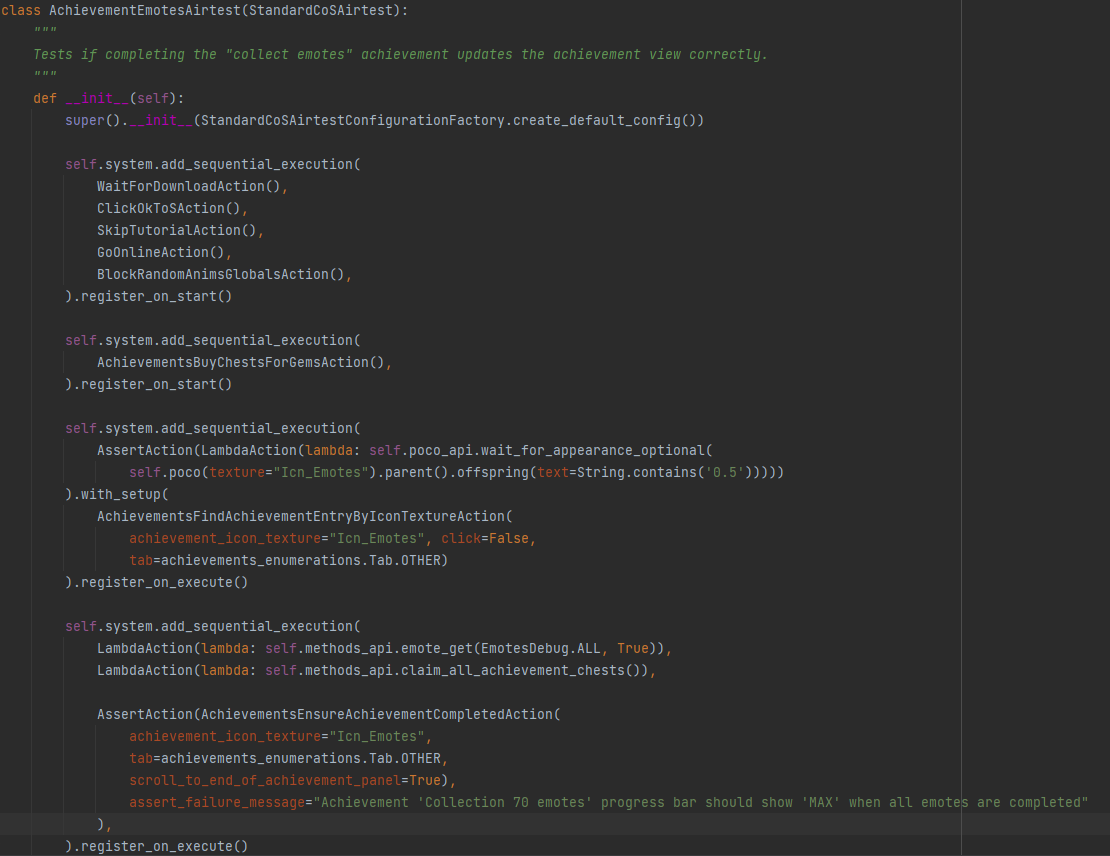 class AchievementEmotesAirtest(StandardCoSAirtest):
    """
    Tests if completing the "collect emotes" achievement updates the achievement view correctly.
    """
    def __init__(self):
        super().__init__(StandardCoSAirtestConfigurationFactory.create_default_config())

        self.system.add_sequential_execution(
            WaitForDownloadAction(),
            ClickOkToSAction(),
            SkipTutorialAction(),
            GoOnlineAction(),
            BlockRandomAnimsGlobalsAction(),
        ).register_on_start()

        self.system.add_sequential_execution(
            AchievementsBuyChestsForGemsAction(),
        ).register_on_start()

        self.system.add_sequential_execution(
            AssertAction(LambdaAction(lambda: self.poco_api.wait_for_appearance_optional(
                self.poco(texture="Icn_Emotes").parent().offspring(text=String.contains('0.5')))))
        ).with_setup(
            AchievementsFindAchievementEntryByIconTextureAction(
                achievement_icon_texture="Icn_Emotes", click=False,
                tab=achievements_enumerations.Tab.OTHER)
        ).register_on_execute()

        self.system.add_sequential_execution(
            LambdaAction(lambda: self.methods_api.emote_get(EmotesDebug.ALL, True)),
            LambdaAction(lambda: self.methods_api.claim_all_achievement_chests()),

            AssertAction(AchievementsEnsureAchievementCompletedAction(
                achievement_icon_texture="Icn_Emotes",
                tab=achievements_enumerations.Tab.OTHER,
                scroll_to_end_of_achievement_panel=True),
                assert_failure_message="Achievement 'Collection 70 emotes' progress bar should show 'MAX' when all emotes are completed"
            ),
        ).register_on_execute()